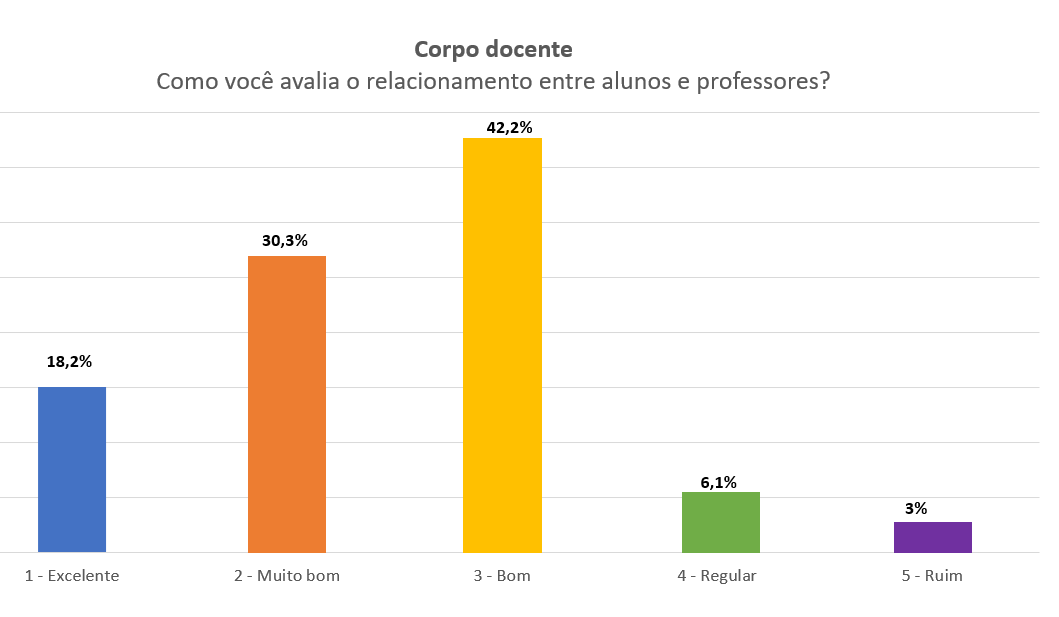 Corpo docente
Como você avalia o relacionamento entre alunos e professores?
42,2%
30,3%
18,2%
6,1%
3%
1 - Excelente
2 - Muito bom
3 - Bom
4 - Regular
5 - Ruim